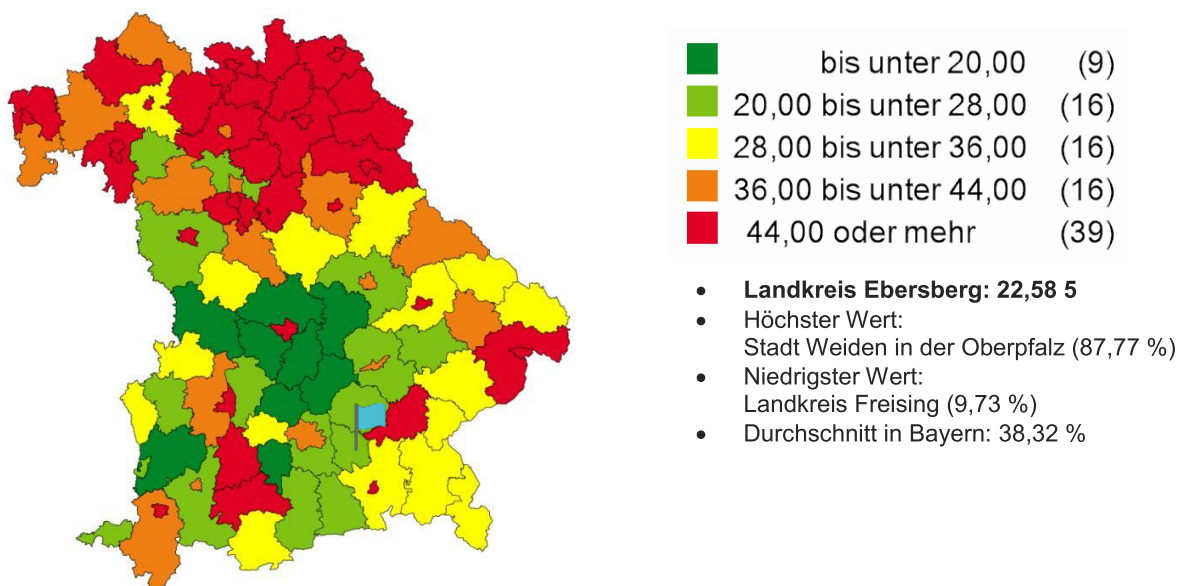 bis unter 20,00 (9)
20,00 bis unter 28,00 (16)
28,00 bis unter 36,00 (16)
36,00 bis unter 44,00 (16)
44,00 oder mehr (39)
• Landkreis Ebersberg: 22,58 5
• Höchster Wert:
Stadt Weiden in der Oberpfalz (87,77 %)
• Niedrigster Wert:
Landkreis Freising (9,73 %)
• Durchschnitt in Bayern: 38,32 %